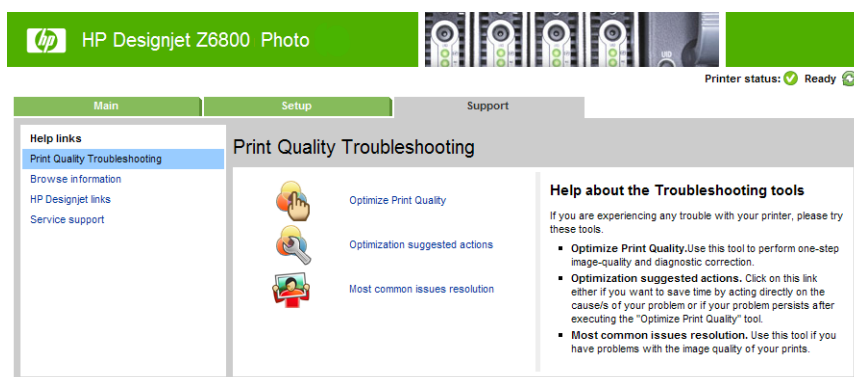 hp HP Designjet Z6800 Photo
UID
Printer status: Ready
Main Setup Support
Help links
Print Quality Troubleshooting
Browse information
HP Designjet links
Service support
Print Quality Troubleshooting
Optimize Print Quality
Optimization suggested actions
Most common issues resolution
Help about the Troubleshooting tools
If you are experiencing any trouble with your printer, please try
these tools.
▪ Optimize Print Quality.Use this tool to perform one-step
image-quality and diagnostic correction.
▪ Optimization suggested actions. Click on this link
either if you want to save time by acting directly on the
cause/s of your problem or if your problem persists after
executing the "Optimize Print Quality" tool.
▪ Most common issues resolution. Use this tool if you
have problems with the image quality of your prints.